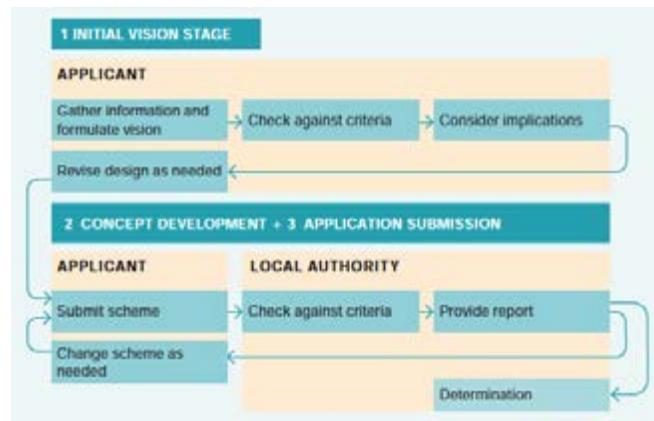 1 INITIAL VISION STAGE
APPLICANT
Gather information and
formulate vision
Check against criteria
Consider implications
Revise design as needed
2 CONCEPT DEVELOPMENT + 3 APPLICATION SUBMISSION
APPLICANT
LOCAL AUTHORITY
Submit scheme
Check against criteria
Provide report
Change scheme as
needed
Determination